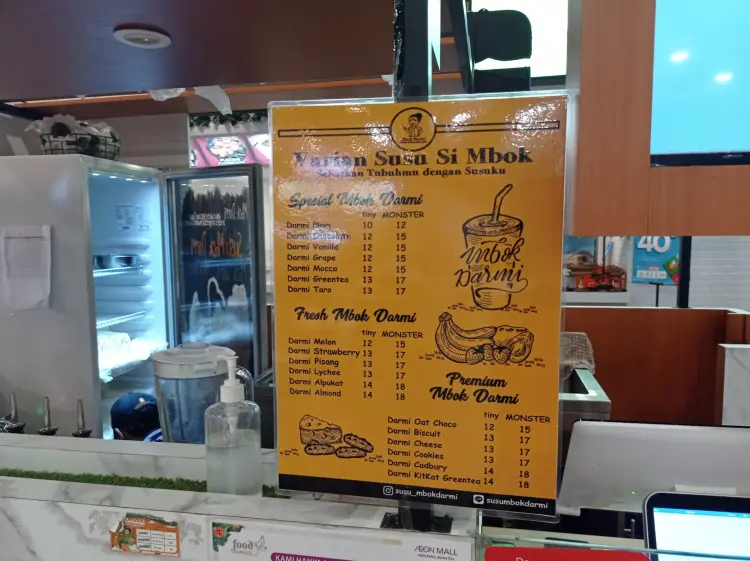 Varian Susu Si Mbok
Sehatkan Tubuhmu dengan Susuku
Special Mbok Darmi
tiny MONSTER
Darmi Plain 10 12
Darmi Chocolate 12 15
Darmi Vanilla 12 15
Darmi Grape 12 15
Darmi Mocca 12 15
Darmi Greentea 13 17
Darmi Taro 13 17
mbok
Darmi
Fresh Mbok Darmi
tiny MONSTER
Darmi Melon 12 15
Darmi Strawberry 13 17
Darmi Pisang 13 17
Darmi Lychee 13 17
Darmi Alpukat 14 18
Darmi Almond 14 18
Premium
Mbok Darmi
tiny MONSTER
Darmi Oat Choco 12 15
Darmi Biscuit 13 17
Darmi Cheese 13 17
Darmi Cookies 13 17
Darmi Cadbury 14 18
Darmi KitKat Greentea 14 18
susu_mbokdarmi
susumbokdarmi
40
food
ÆON MALL
KAMI HANYA